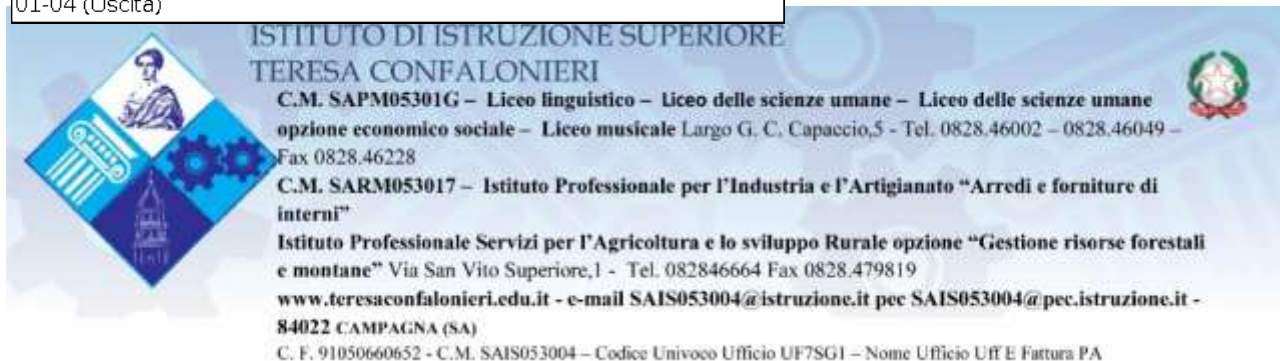 01-04 (Uscita)
ISTITUTO DI ISTRUZIONE SUPERIORE
TERESA CONFALONIERI
C.M. SAPM05301G – Liceo linguistico – Liceo delle scienze umane – Liceo delle scienze umane
opzione economico sociale – Liceo musicale Largo G. C. Capaccio,5 - Tel. 0828.46002 – 0828.46049 –
Fax 0828.46228
C.M. SARM053017 – Istituto Professionale per l'Industria e l'Artigianato “Arredi e forniture di
interni”
Istituto Professionale Servizi per l'Agricoltura e lo sviluppo Rurale opzione “Gestione risorse forestali
e montane” Via San Vito Superiore,1 - Tel. 082846664 Fax 0828.479819
www.teresaconfalonieri.edu.it - e-mail SAIS053004@istruzione.it pec SAIS053004@pec.istruzione.it -
84022 CAMPAGNA (SA)
C. F. 91050660652 - C.M. SAIS053004 – Codice Univoco Ufficio UF7SG1 – Nome Ufficio Uff E Fattura PA